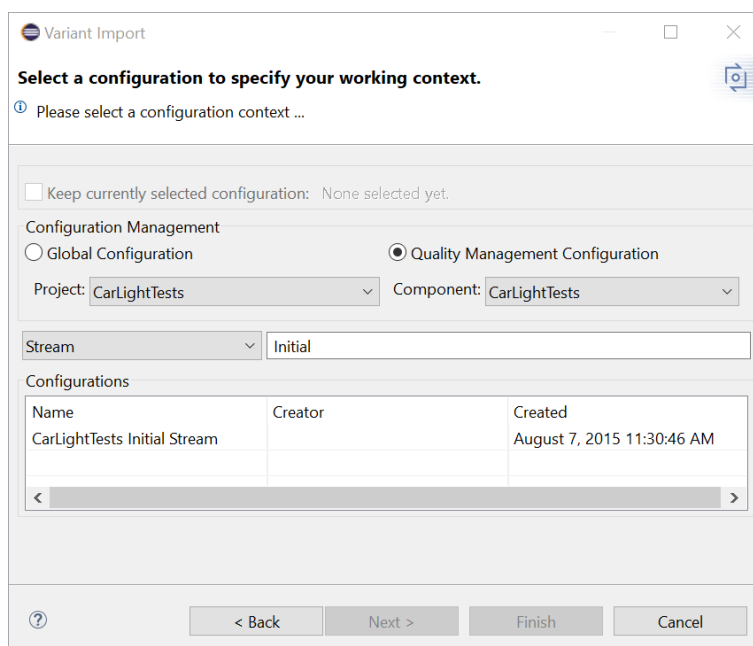 Variant Import
Select a configuration to specify your working context.
Please select a configuration context ...
Keep currently selected configuration: None selected yet.
Configuration Management
Global Configuration Quality Management Configuration
Project: CarLightTests Component: CarLightTests
Stream Initial
Configurations
Name Creator Created
CarLightTests Initial Stream August 7, 2015 11:30:46 AM
< Back Next > Finish Cancel